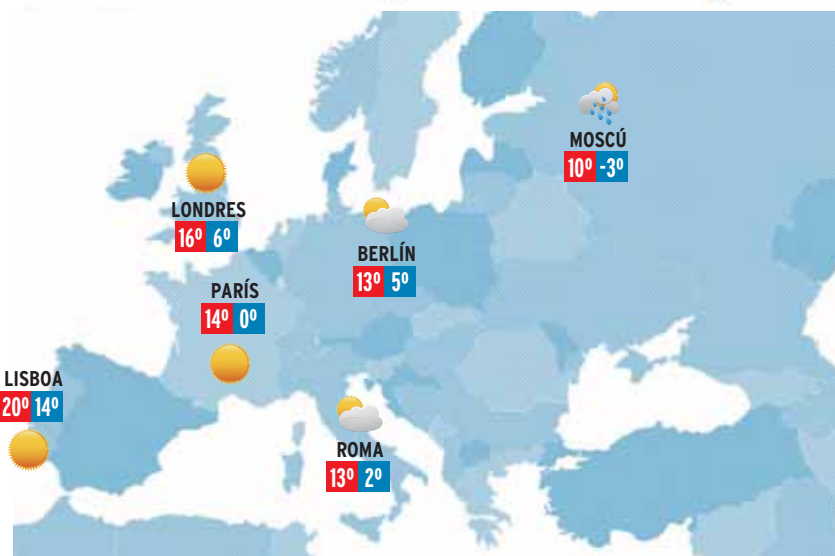 MOSCÚ
10º -3º
LONDRES
16º 6º
BERLÍN
13º 5º
PARÍS
14º 0º
LISBOA
20º 14º
ROMA
13º 2º